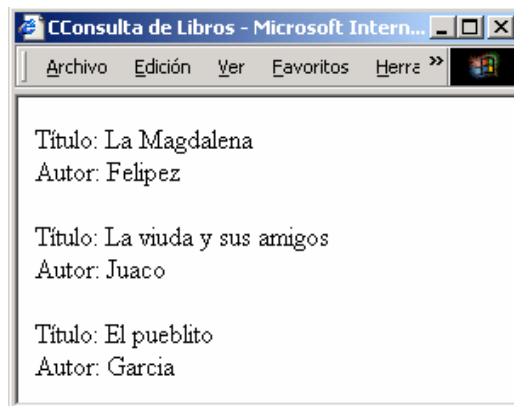 CConsulta de Libros - Microsoft Intern...
Archivo Edición Ver Favoritos Herra »
Título: La Magdalena
Autor: Felipez
Título: La viuda y sus amigos
Autor: Juaco
Título: El pueblito
Autor: Garcia